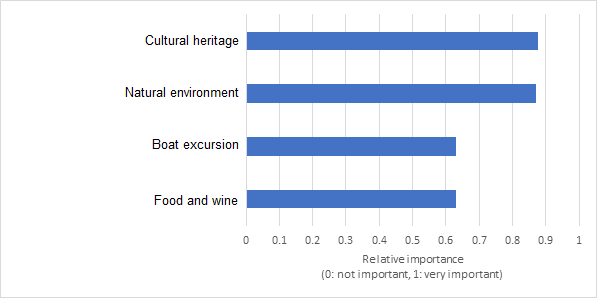 Cultural heritage
Natural environment
Boat excursion
Food and wine
0 0.1 0.2 0.3 0.4 0.5 0.6 0.7 0.8 0.9 1
Relative importance
(0: not important, 1: very important)